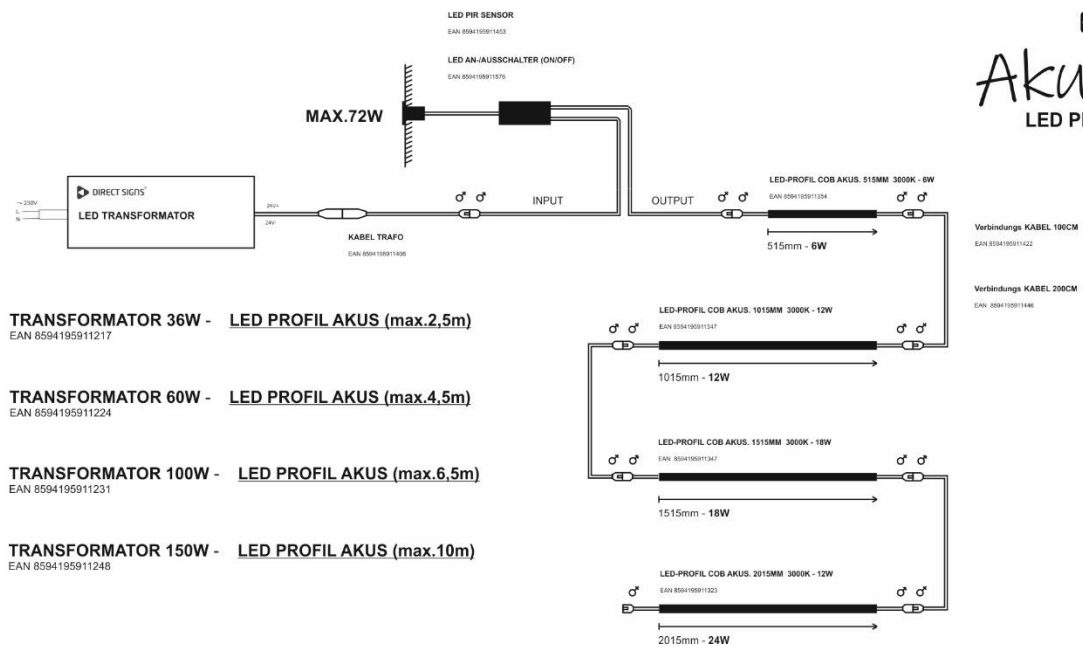 LED PIR SENSOR
EAN 8594195911453
LED AN-/AUSSCHALTER (ON/OFF)
EAN 8594195911576
MAX.72W
LED PROFIL
DIRECT SIGNS
LED TRANSFORMATOR
~230V
L
N
24V+
24V-
KABEL TRAFO
EAN 8594195911408
INPUT
OUTPUT
LED-PROFIL COB AKUS. 515MM 3000K - 6W
EAN 8594195911354
515mm - 6W
Verbindungs KABEL 100CM
EAN 8594195911422
Verbindungs KABEL 200CM
EAN 8594195911446
TRANSFORMATOR 36W - LED PROFIL AKUS (max.2,5m)
EAN 8594195911217
TRANSFORMATOR 60W - LED PROFIL AKUS (max.4,5m)
EAN 8594195911224
TRANSFORMATOR 100W - LED PROFIL AKUS (max.6,5m)
EAN 8594195911231
TRANSFORMATOR 150W - LED PROFIL AKUS (max.10m)
EAN 8594195911248
LED-PROFIL COB AKUS. 1015MM 3000K - 12W
EAN 8594195911347
1015mm - 12W
LED-PROFIL COB AKUS. 1515MM 3000K - 18W
EAN 8594195911347
1515mm - 18W
LED-PROFIL COB AKUS. 2015MM 3000K - 12W
EAN 8594195911323
2015mm - 24W